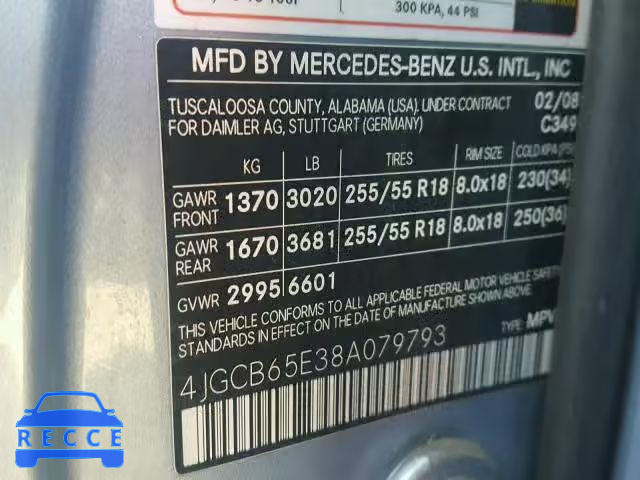 300 KPA, 44 PSI
MFD BY MERCEDES-BENZ U.S. INTL., INC
TUSCALOOSA COUNTY, ALABAMA (USA). UNDER CONTRACT 02/08
FOR DAIMLER AG, STUTTGART (GERMANY) C349
KG LB TIRES RIM SIZE COLD KPA (PSI
GAWR FRONT 1370 3020 255/55 R18 8.0x18 230(34)
GAWR REAR 1670 3681 255/55 R18 8.0x18 250(36)
GVWR 2995 6601
THIS VEHICLE CONFORMS TO ALL APPLICABLE FEDERAL MOTOR VEHICLE SAFETY
STANDARDS IN EFFECT ON THE DATE OF MANUFACTURE SHOWN ABOVE.
4JGCB65E38A079793 TYPE: MPV
RECCE